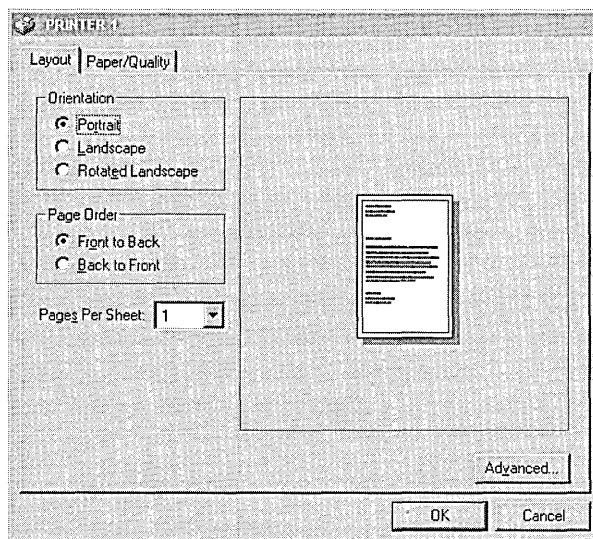 PRINTER 1
Layout
Paper/Quality
Orientation
Portrait
Landscape
Rotated Landscape
Page Order
Front to Back
Back to Front
Pages Per Sheet: 1
Advanced...
OK
Cancel